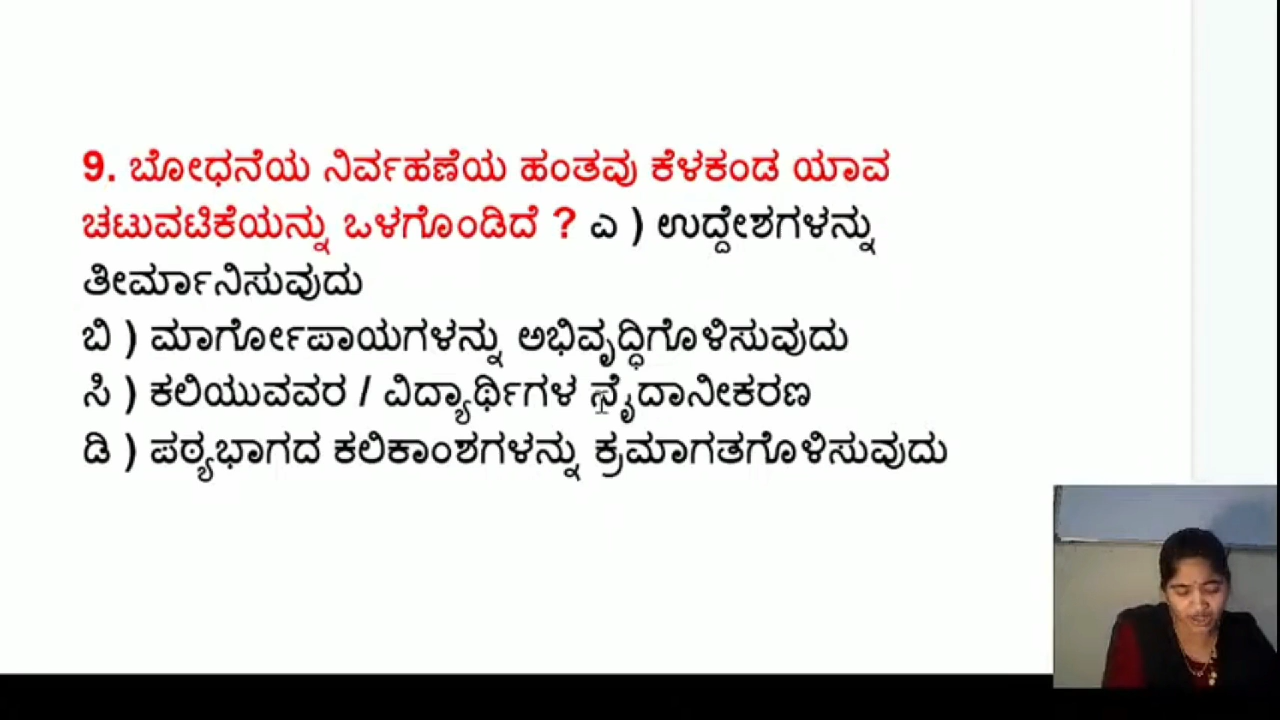 9. ಬೋಧನೆಯ ನಿರ್ವಹಣೆಯ ಹಂತವು ಕೆಳಕಂಡ ಯಾವ
ಚಟುವಟಿಕೆಯನ್ನು ಒಳಗೊಂಡಿದೆ ? ಎ ) ಉದ್ದೇಶಗಳನ್ನು
ತೀರ್ಮಾನಿಸುವುದು
ಬಿ ) ಮಾರ್ಗೋಪಾಯಗಳನ್ನು ಅಭಿವೃದ್ಧಿಗೊಳಿಸುವುದು
ಸಿ ) ಕಲಿಯುವವರ / ವಿದ್ಯಾರ್ಥಿಗಳ ನೈದಾನೀಕರಣ
ಡಿ ) ಪಠ್ಯಭಾಗದ ಕಲಿಕಾಂಶಗಳನ್ನು ಕ್ರಮಾಗತಗೊಳಿಸುವುದು